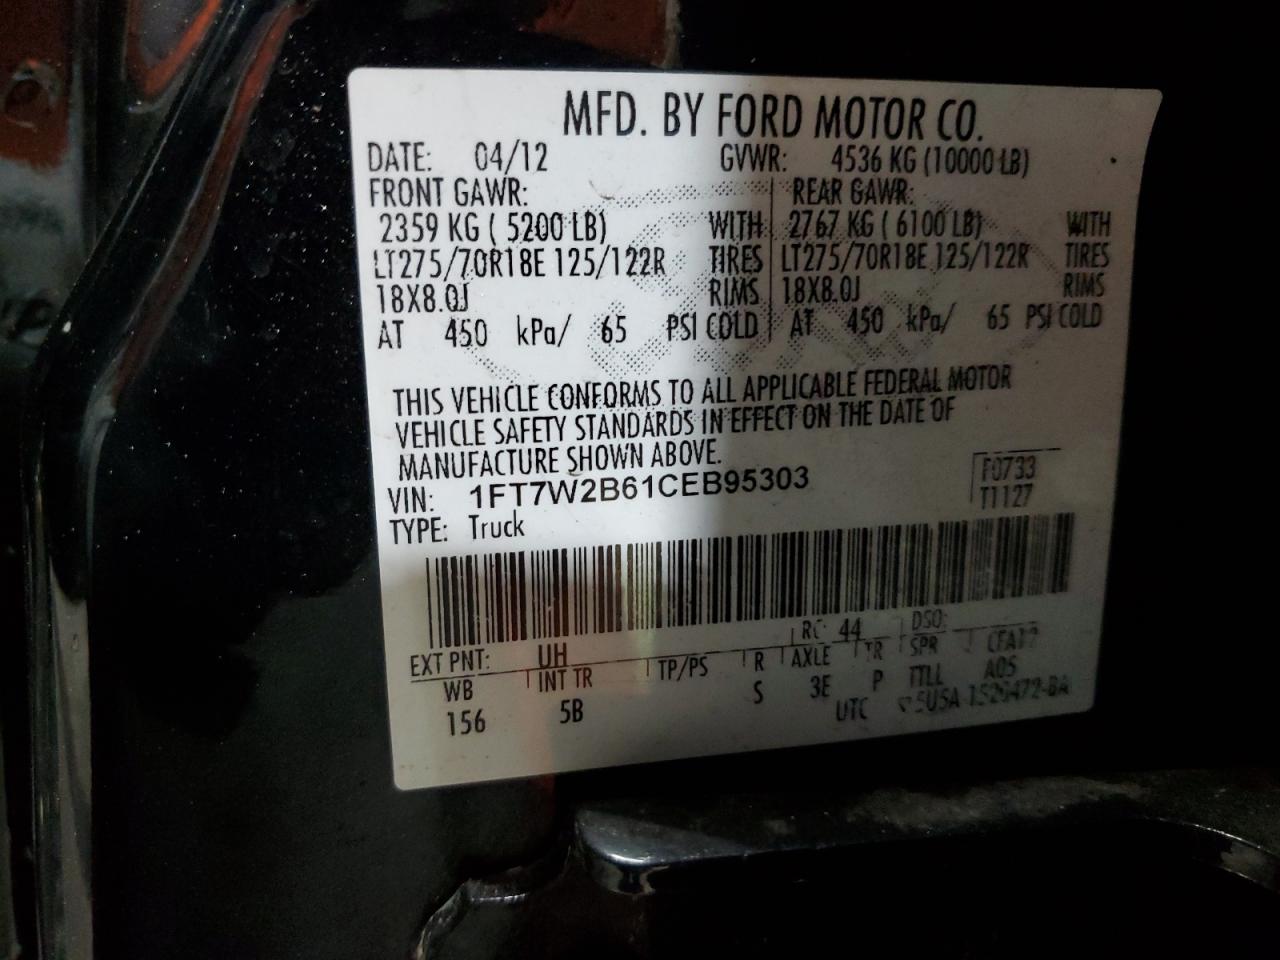 MFD. BY FORD MOTOR CO.
DATE: 04/12 GVWR: 4536 KG (10000 LB)
FRONT GAWR: REAR GAWR:
2359 KG ( 5200 LB) WITH 2767 KG ( 6100 LB) WITH
LT275/70R18E 125/122R TIRES LT275/70R18E 125/122R TIRES
18X8.0J RIMS 18X8.0J RIMS
AT 450 kPa/ 65 PSI COLD AT 450 kPa/ 65 PSI COLD
THIS VEHICLE CONFORMS TO ALL APPLICABLE FEDERAL MOTOR
VEHICLE SAFETY STANDARDS IN EFFECT ON THE DATE OF
MANUFACTURE SHOWN ABOVE.
VIN: 1FT7W2B61CEB95303
F0733
TYPE: Truck
T1127
EXT PNT: UH RC: 44 DSO:
WB INT TR TP/PS R AXLE TR SPR
156 5B S 3E P TTLL A05
UTC